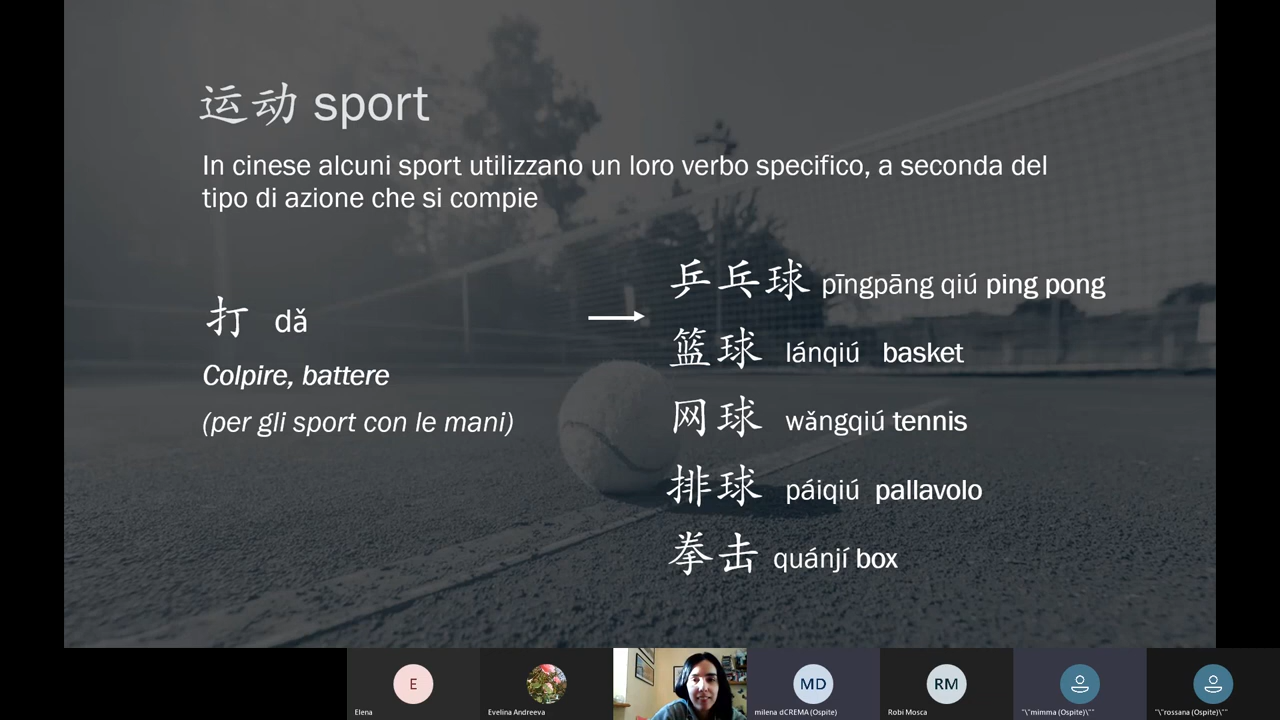 运动 sport
In cinese alcuni sport utilizzano un loro verbo specifico, a seconda del
tipo di azione che si compie
打 dǎ
Colpire, battere
(per gli sport con le mani)
乒乓球 pīngpāng qiú ping pong
篮球 lánqiú basket
网球 wǎngqiú tennis
排球 páiqiú pallavolo
拳击 quánjí box
E
MD
RM
Elena
Evelina Andreeva
milena dCREMA (Ospite)
Robi Mosca
"\"mimma (Ospite)\""
"\"rossana (Ospite)\""